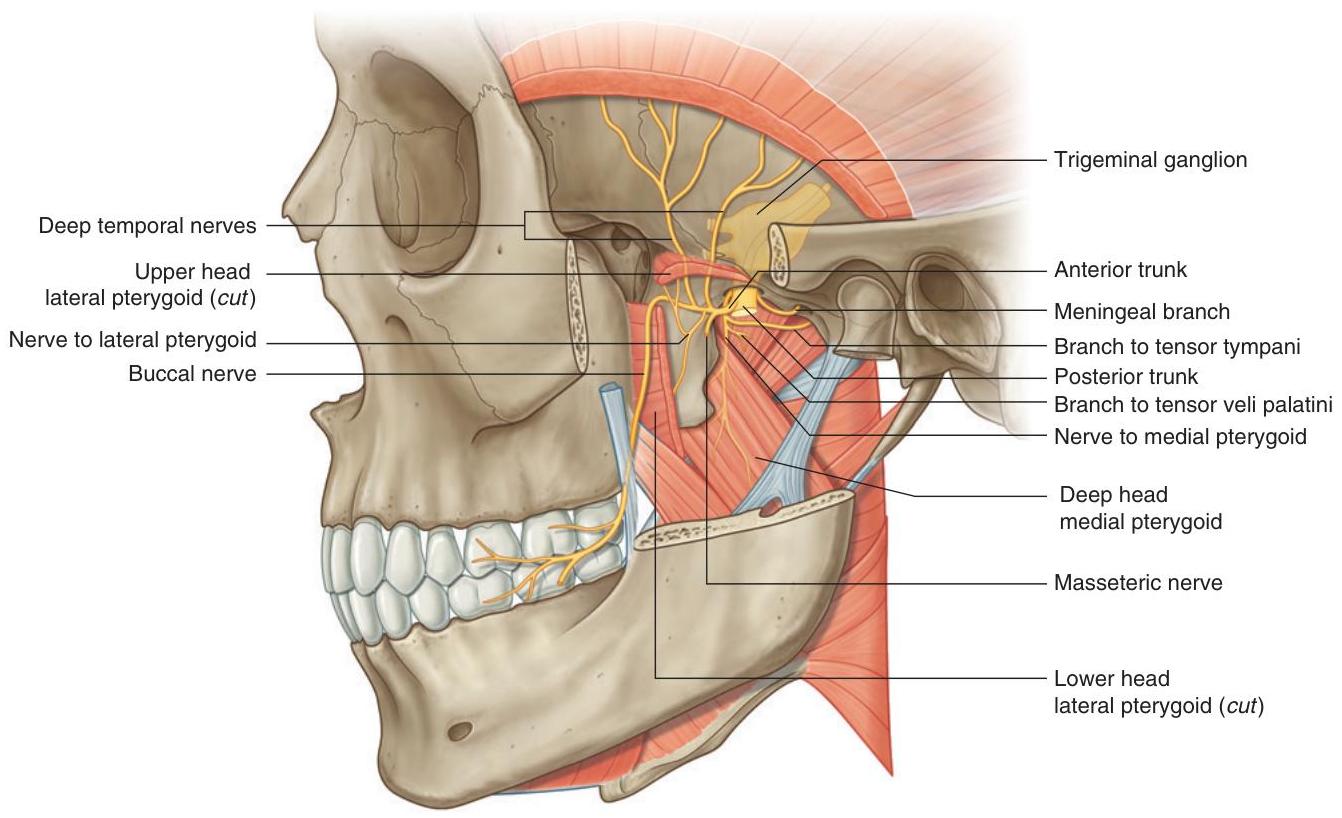 Deep temporal nerves
Upper head
lateral pterygoid (cut)
Nerve to lateral pterygoid
Buccal nerve
Trigeminal ganglion
Anterior trunk
Meningeal branch
Branch to tensor tympani
Posterior trunk
Branch to tensor veli palatini
Nerve to medial pterygoid
Deep head
medial pterygoid
Masseteric nerve
Lower head
lateral pterygoid (cut)